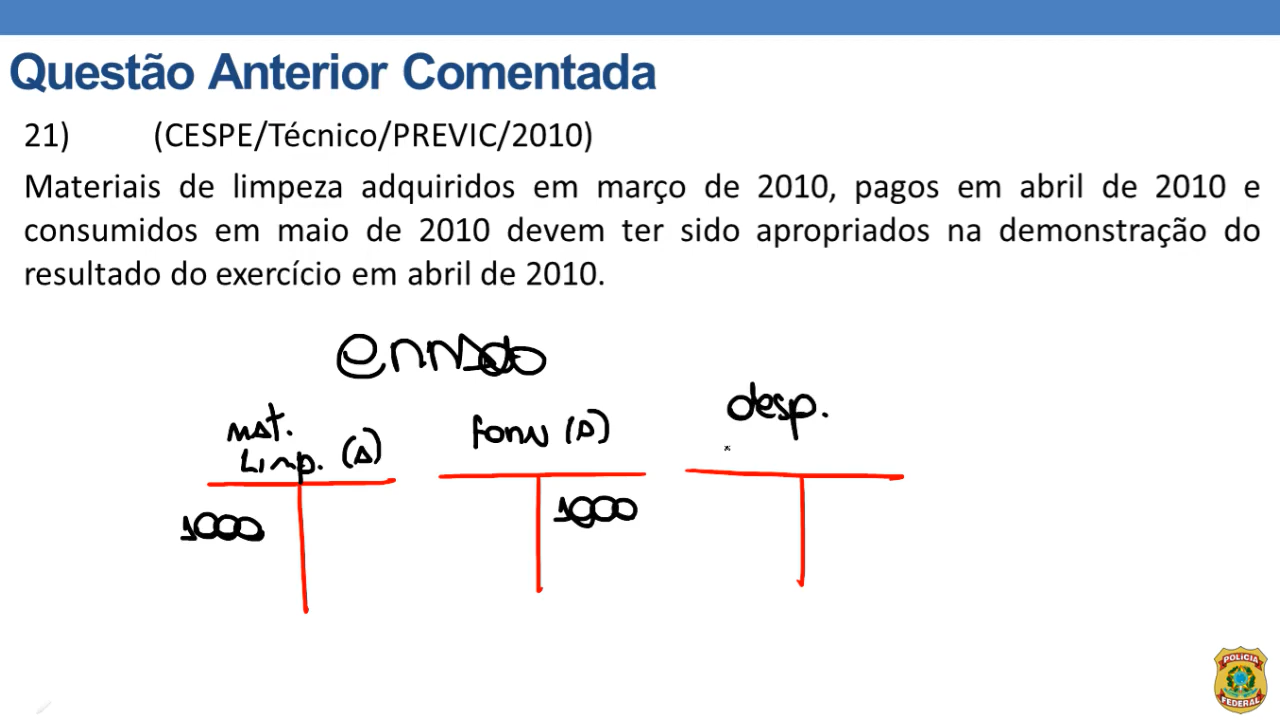 Questão Anterior Comentada
21) (CESPE/Técnico/PREVIC/2010)
Materiais de limpeza adquiridos em março de 2010, pagos em abril de 2010 e
consumidos em maio de 2010 devem ter sido apropriados na demonstração do
resultado do exercício em abril de 2010.
errado
mat. forn (P) desp.
Limp. (A)
1000 1000
POLÍCIA
FEDERAL